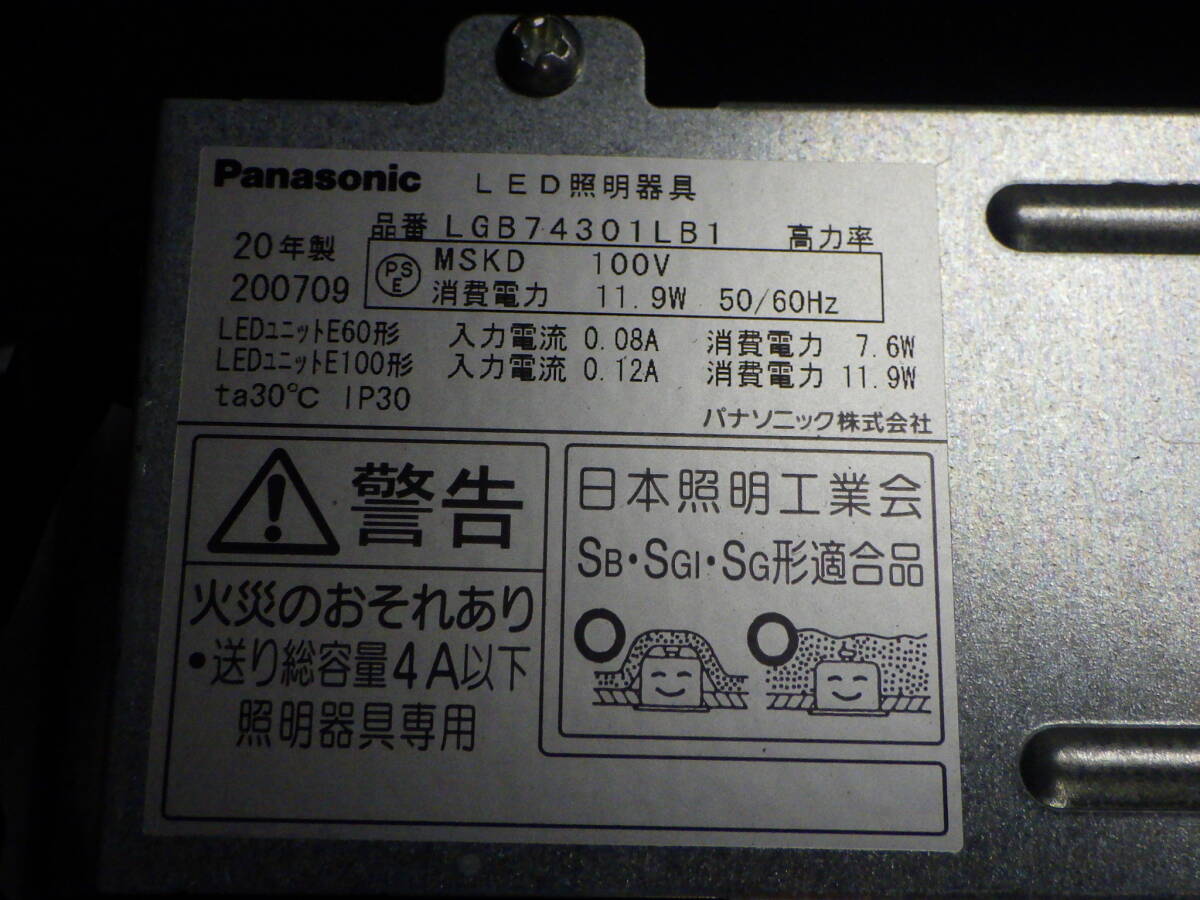 Panasonic LED照明器具
品番 LGB74301LB1 高力率
20年製
200709
PSE MSKD 100V
消費電力 11.9W 50/60Hz
LEDユニットE60形 入力電流 0.08A 消費電力 7.6W
LEDユニットE100形 入力電流 0.12A 消費電力 11.9W
ta30℃ IP30
パナソニック株式会社
警告
火災のおそれあり
・送り総容量4A以下
照明器具専用
日本照明工業会
SB・SGI・SG形適合品